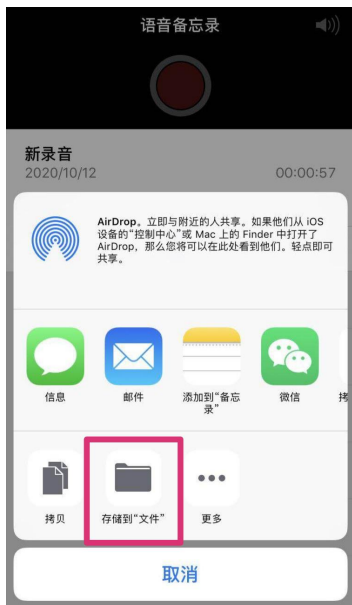 语音备忘录
新录音
2020/10/12
00:00:57
AirDrop。立即与附近的人共享。如果他们从 iOS
设备的“控制中心”或 Mac 上的 Finder 中打开了
AirDrop，那么您将可以在此处看到他们。轻点即可
共享。
信息
邮件
添加到“备忘
录”
微信
拷
拷贝
存储到“文件”
更多
取消